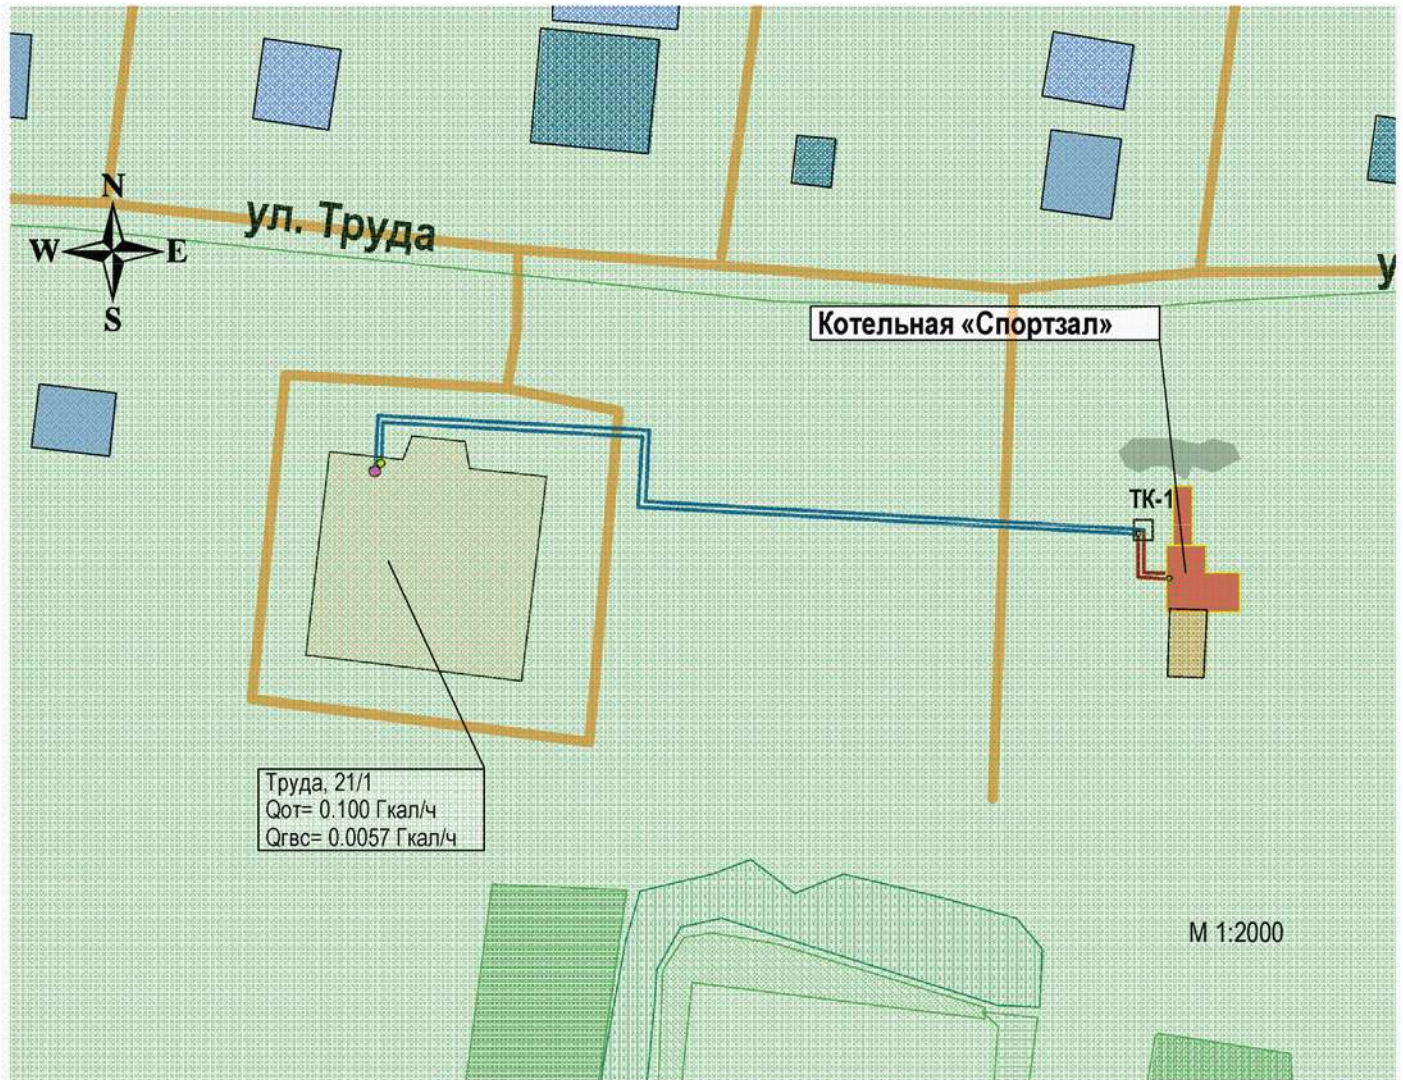 N
W
E
S
ул. Труда
у
Котельная «Спортзал»
ТК-1
Труда, 21/1
Qот= 0.100 Гкал/ч
Qгвс= 0.0057 Гкал/ч
М 1:2000